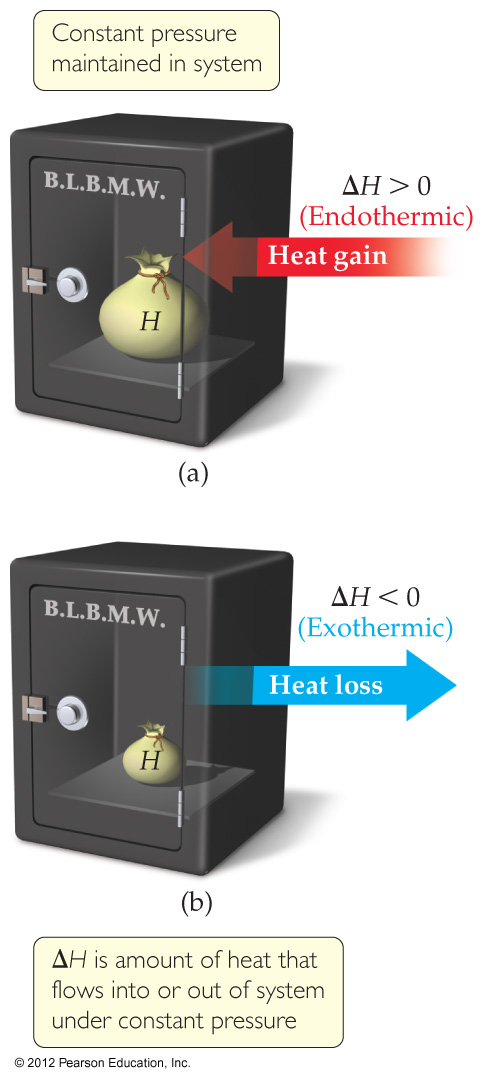 Constant pressure
maintained in system
B.L.B.M.W.
ΔH > 0
(Endothermic)
Heat gain
H
(a)
B.L.B.M.W.
ΔH < 0
(Exothermic)
Heat loss
H
(b)
ΔH is amount of heat that
flows into or out of system
under constant pressure
© 2012 Pearson Education, Inc.